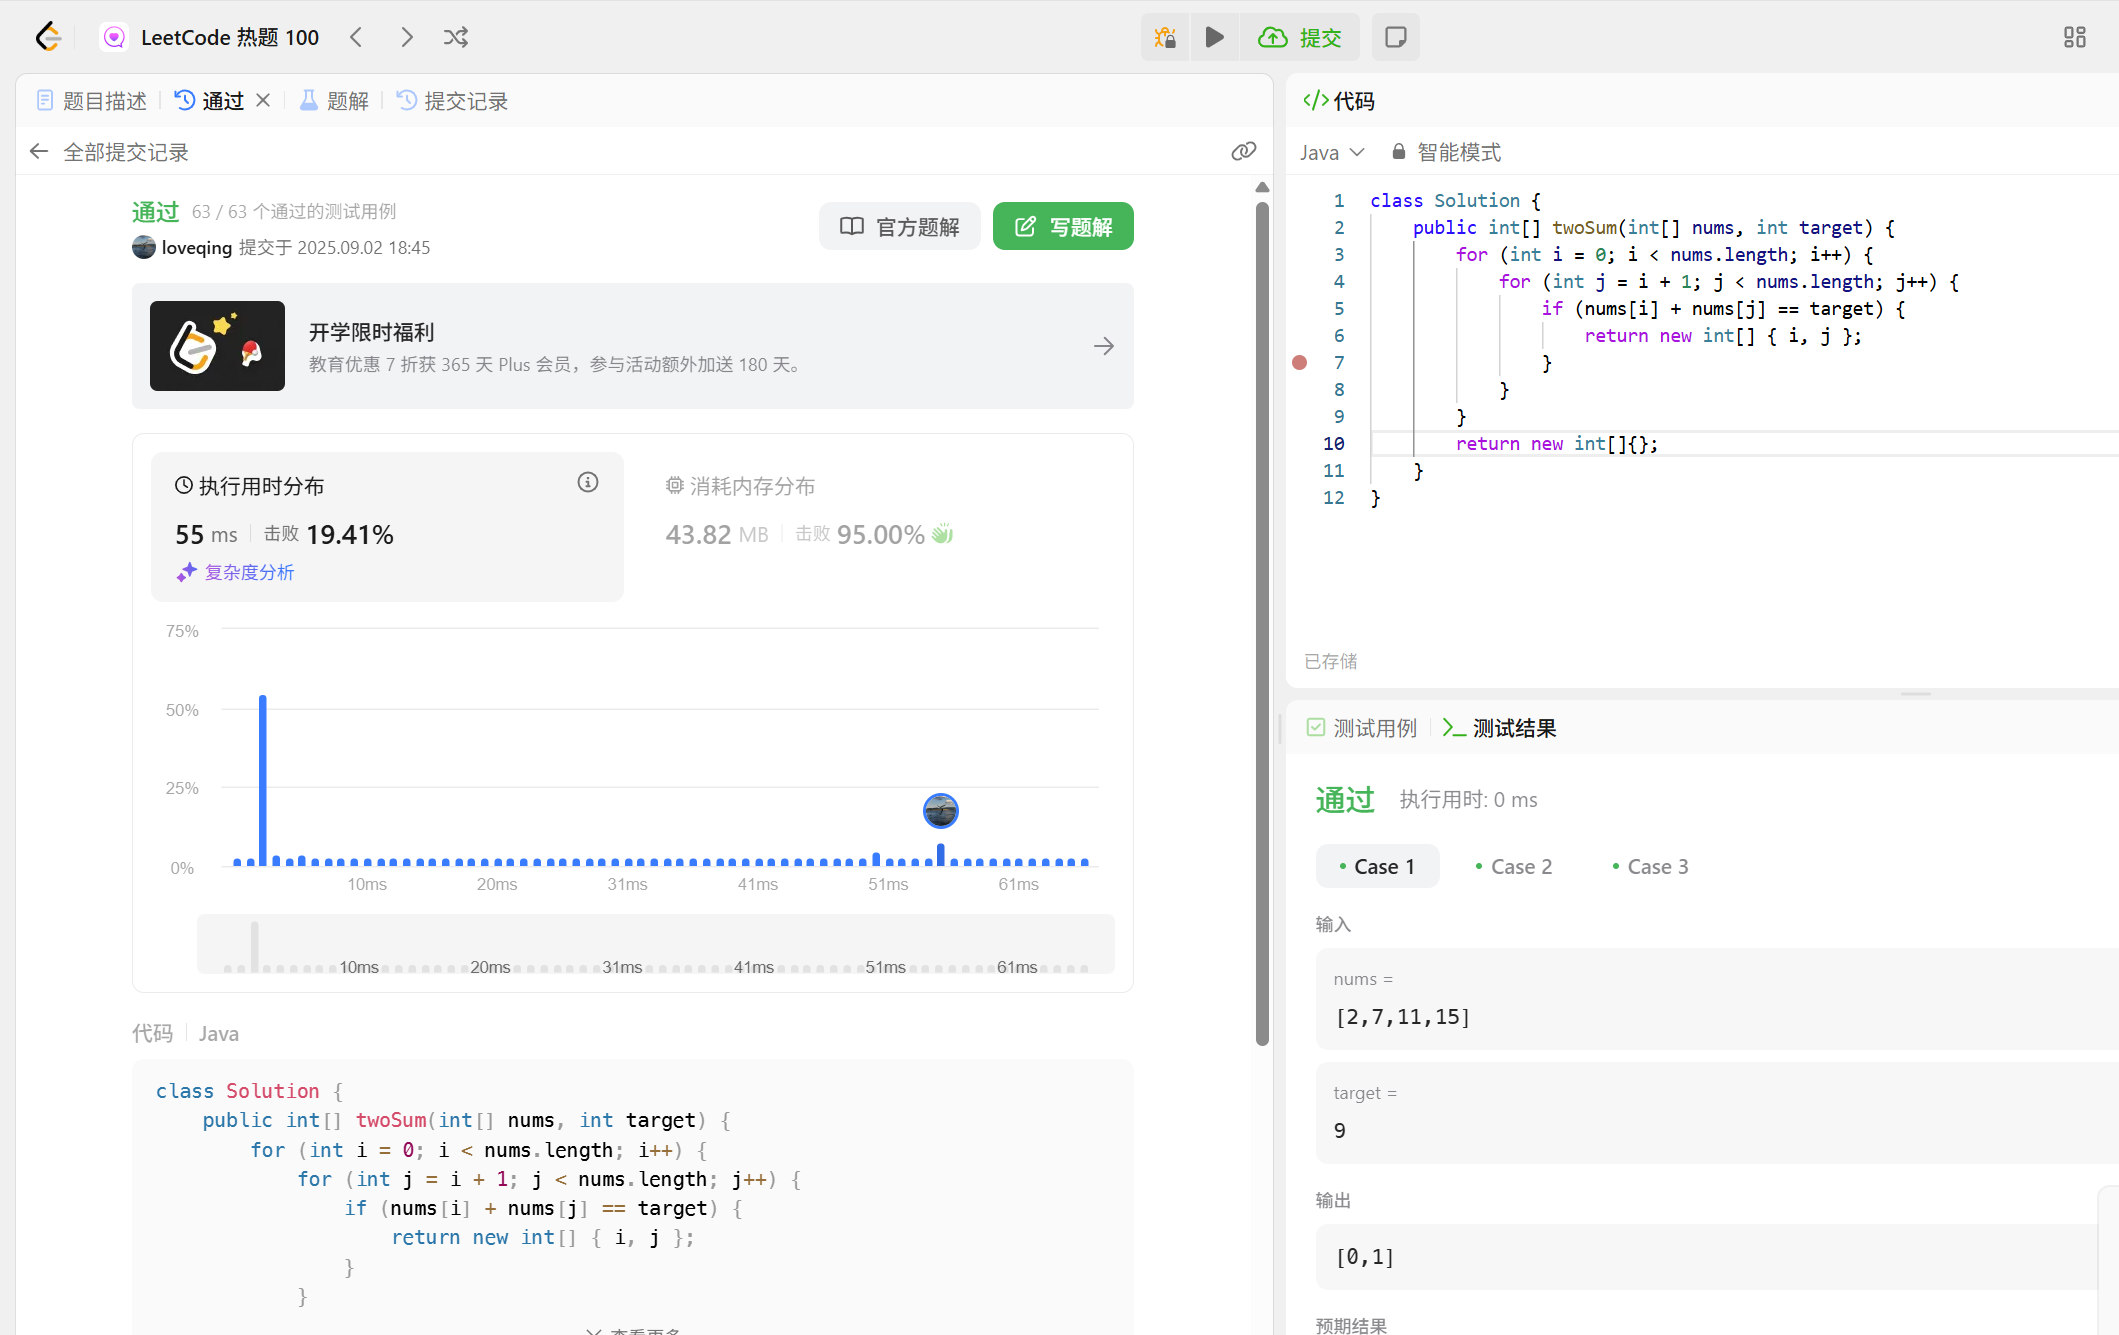 LeetCode 热题 100
提交
题目描述
通过
题解
提交记录
全部提交记录
通过 63 / 63 个通过的测试用例
loveqing 提交于 2025.09.02 18:45
官方题解
写题解
开学限时福利
教育优惠 7 折获 365 天 Plus 会员，参与活动额外加送 180 天。
执行用时分布
55 ms 击败 19.41%
复杂度分析
消耗内存分布
43.82 MB 击败 95.00%
75%
50%
25%
0%
10ms 20ms 31ms 41ms 51ms 61ms
10ms 20ms 31ms 41ms 51ms 61ms
代码 Java
class Solution {
    public int[] twoSum(int[] nums, int target) {
        for (int i = 0; i < nums.length; i++) {
            for (int j = i + 1; j < nums.length; j++) {
                if (nums[i] + nums[j] == target) {
                    return new int[] { i, j };
                }
            }
查看更多
代码
Java 智能模式
1 class Solution {
2     public int[] twoSum(int[] nums, int target) {
3         for (int i = 0; i < nums.length; i++) {
4             for (int j = i + 1; j < nums.length; j++) {
5                 if (nums[i] + nums[j] == target) {
6                     return new int[] { i, j };
7                 }
8             }
9         }
10         return new int[]{};
11     }
12 }
已存储
测试用例
测试结果
通过 执行用时: 0 ms
Case 1 Case 2 Case 3
输入
nums =
[2,7,11,15]
target =
9
输出
[0,1]
预期结果